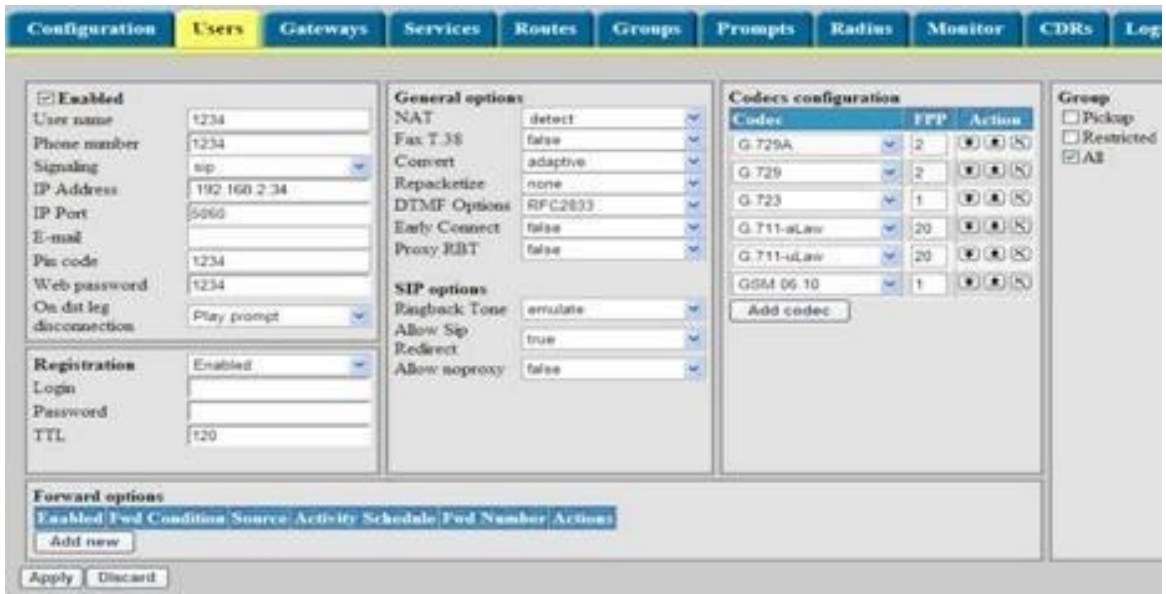 Configuration Users Gateways Services Routes Groups Prompts Radius Monitor CDRs Log
Enabled
User name 1234
Phone number 1234
Signaling sip
IP Address 192.168.2.34
IP Port 5060
E-mail
Pin code 1234
Web password 1234
On dst leg
disconnection Play prompt
Registration Enabled
Login
Password
TTL 120
General options
NAT detect
Fax T.38 false
Convert adaptive
Repacketize none
DTMF Options RFC2833
Early Connect false
Proxy RBT false
SIP options
Ringback Tone emulate
Allow Sip
Redirect true
Allow noproxy false
Codecs configuration
Codec FPP Action
G.729A 2
G.729 2
G.723 1
G.711-aLaw 20
G.711-uLaw 20
GSM 06.10 1
Add codec
Group
Pickup
Restricted
All
Forward options
Enabled Fwd Condition Source Activity Schedule Fwd Number Actions
Add new
Apply Discard